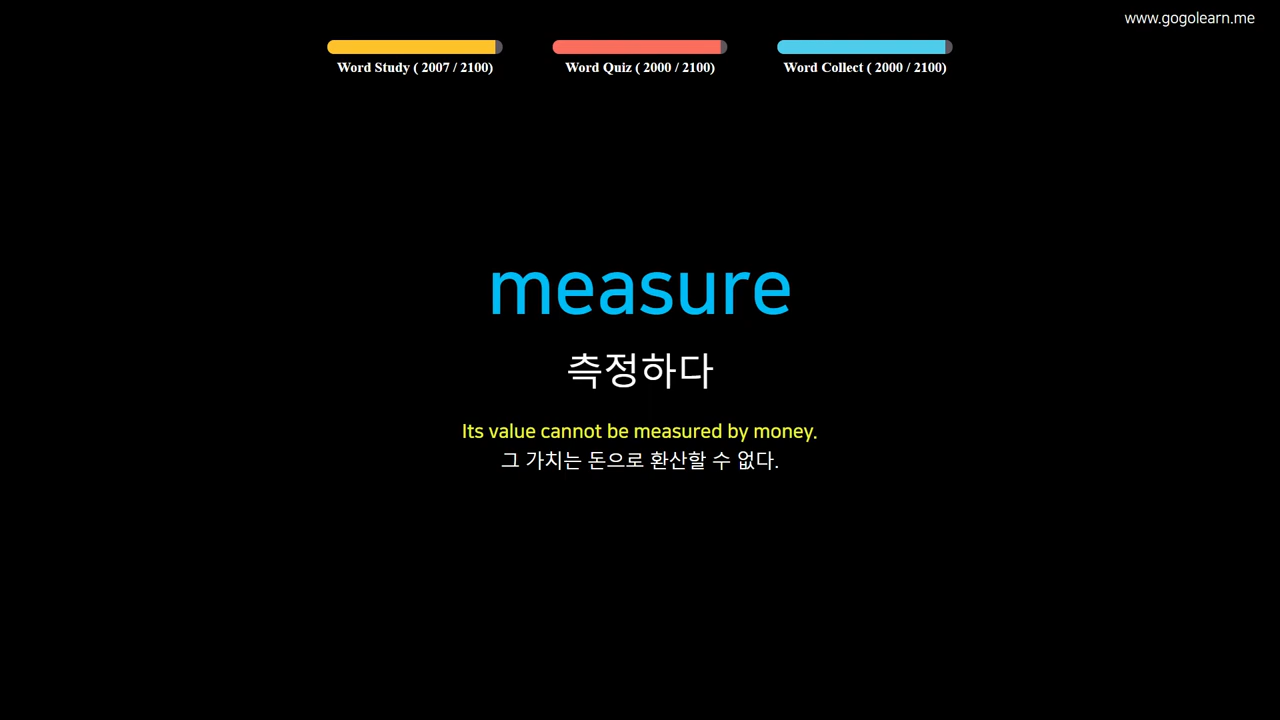 www.gogolearn.me
Word Study ( 2007 / 2100)
Word Quiz ( 2000 / 2100)
Word Collect ( 2000 / 2100)
measure
측정하다
Its value cannot be measured by money.
그 가치는 돈으로 환산할 수 없다.